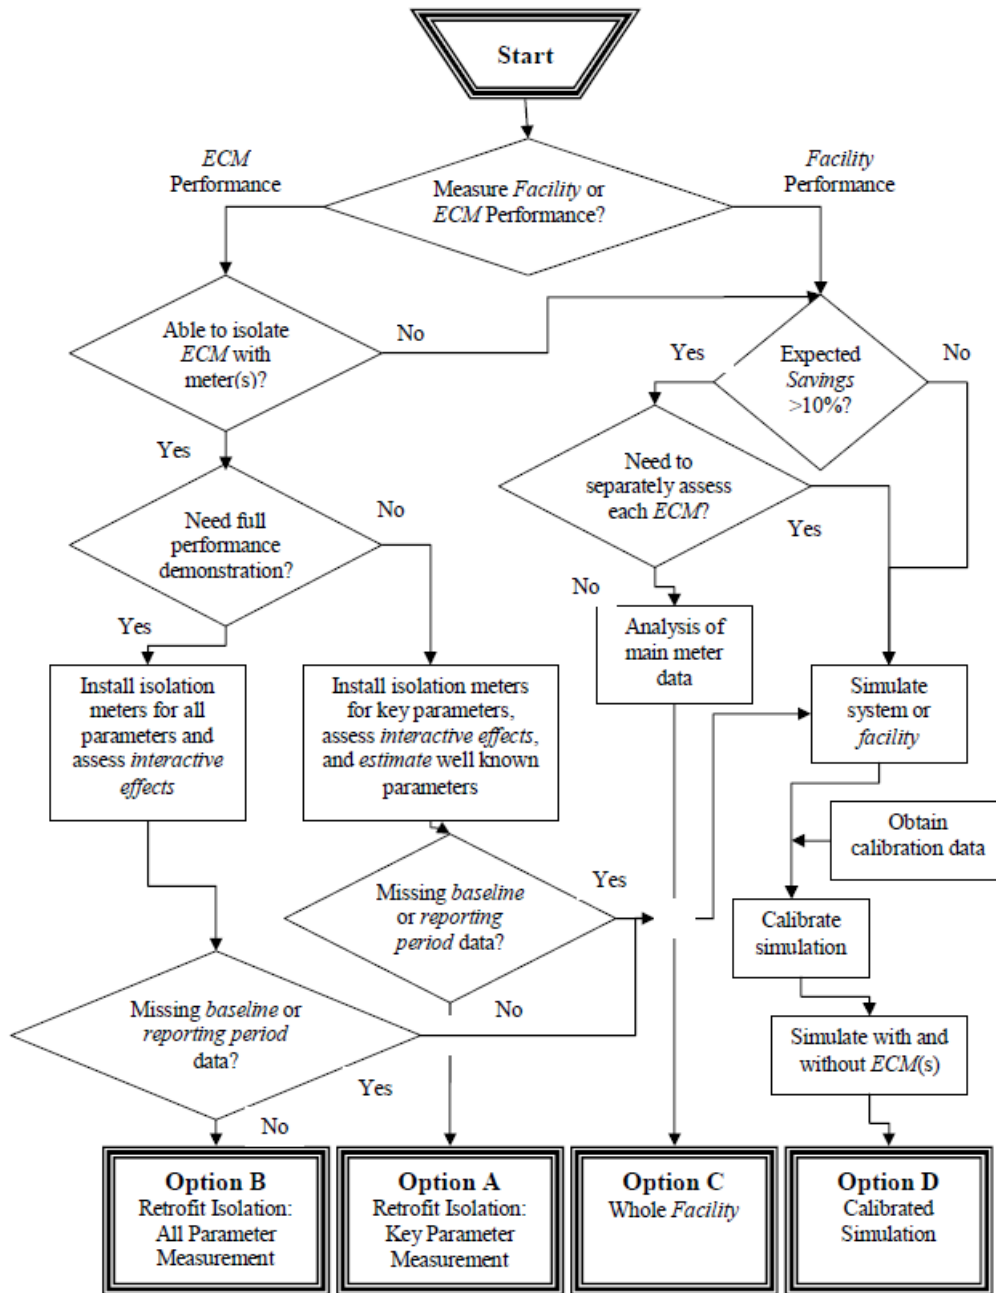 Start
ECM
Performance
Facility
Performance
Measure Facility or
ECM Performance?
Able to isolate
ECM with
meter(s)?
No
Yes
Expected
Savings
>10%?
No
Yes
Need to
separately assess
each ECM?
Yes
No
Need full
performance
demonstration?
No
Yes
Analysis of
main meter
data
Install isolation
meters for all
parameters and
assess interactive
effects
Install isolation meters
for key parameters,
assess interactive effects,
and estimate well known
parameters
Simulate
system or
facility
Obtain
calibration data
Missing baseline
or reporting
period data?
Yes
No
Calibrate
simulation
Missing baseline or
reporting period
data?
Yes
No
Simulate with and
without ECM(s)
Option B
Retrofit Isolation:
All Parameter
Measurement
Option A
Retrofit Isolation:
Key Parameter
Measurement
Option C
Whole Facility
Option D
Calibrated
Simulation